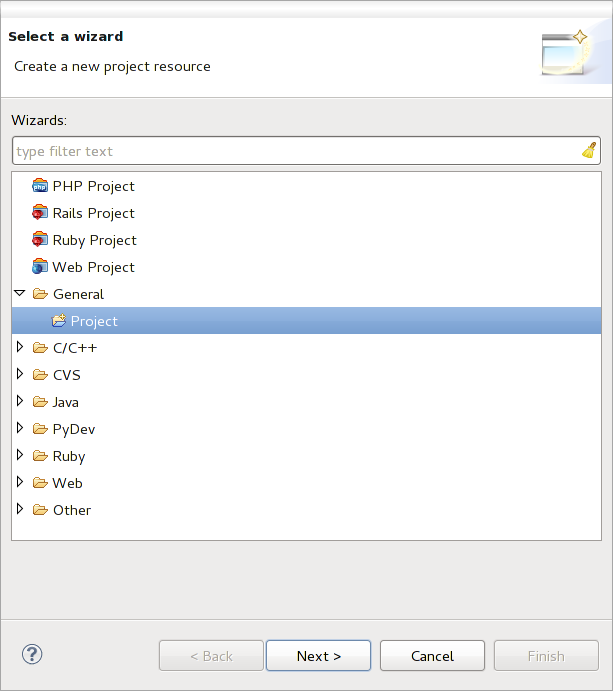 Select a wizard
Create a new project resource
Wizards:
type filter text
PHP Project
Rails Project
Ruby Project
Web Project
General
Project
C/C++
CVS
Java
PyDev
Ruby
Web
Other
? < Back Next > Cancel Finish